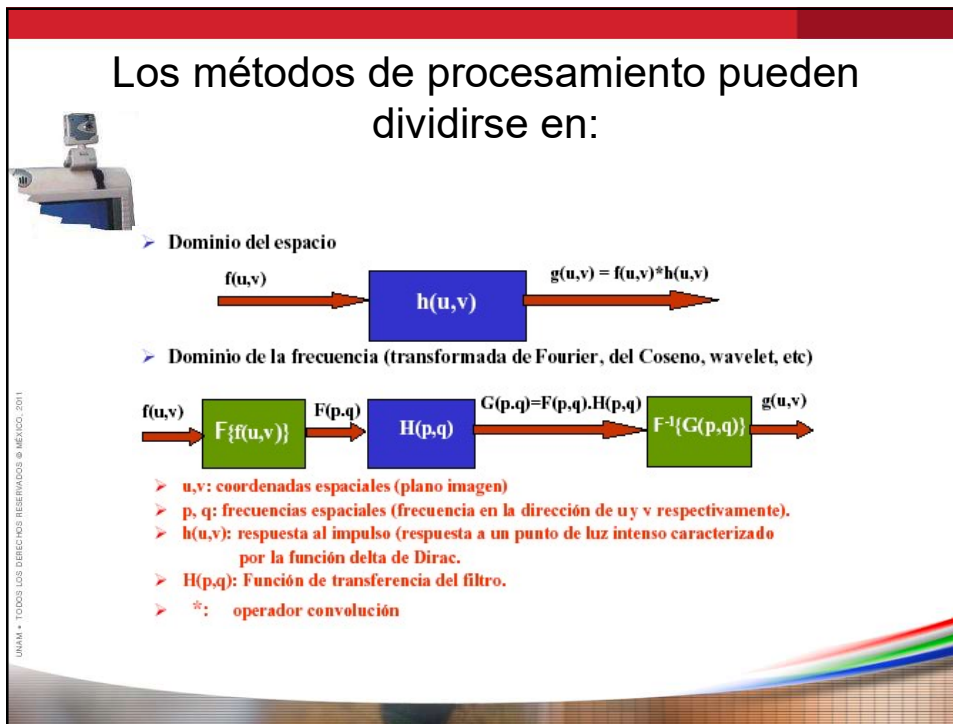 Los métodos de procesamiento pueden
dividirse en:
Dominio del espacio
f(u,v)
h(u,v)
g(u,v) = f(u,v)*h(u,v)
Dominio de la frecuencia (transformada de Fourier, del Coseno, wavelet, etc)
f(u,v)
F{f(u,v)}
F(p.q)
H(p,q)
G(p.q)=F(p,q).H(p,q)
F-1{G(p,q)}
g(u,v)
u,v: coordenadas espaciales (plano imagen)
p, q: frecuencias espaciales (frecuencia en la dirección de u y v respectivamente).
h(u,v): respuesta al impulso (respuesta a un punto de luz intenso caracterizado
por la función delta de Dirac.
H(p,q): Función de transferencia del filtro.
*: operador convolución
UNAM • TODOS LOS DERECHOS RESERVADOS @ MÉXICO, 2011